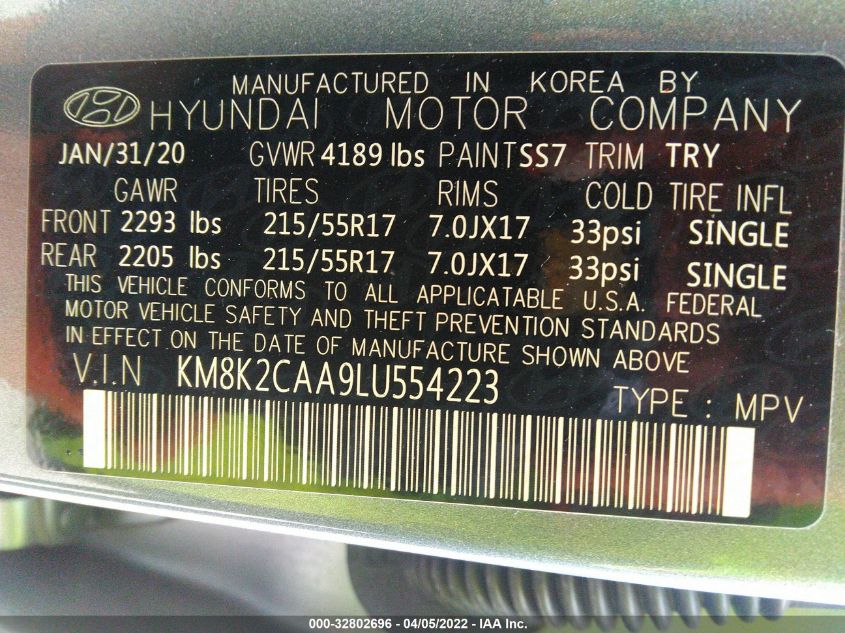 MANUFACTURED IN KOREA BY
HYUNDAI MOTOR COMPANY
JAN/31/20 GVWR 4189 lbs PAINT SS7 TRIM TRY
GAWR TIRES RIMS COLD TIRE INFL
FRONT 2293 lbs 215/55R17 7.0JX17 33psi SINGLE
REAR 2205 lbs 215/55R17 7.0JX17 33psi SINGLE
THIS VEHICLE CONFORMS TO ALL APPLICATABLE U.S.A. FEDERAL
MOTOR VEHICLE SAFETY AND THEFT PREVENTION STANDARDS
IN EFFECT ON THE DATE OF MANUFACTURE SHOWN ABOVE
V.I.N KM8K2CAA9LU554223
TYPE : MPV
000-32802696 - 04/05/2022 - IAA Inc.